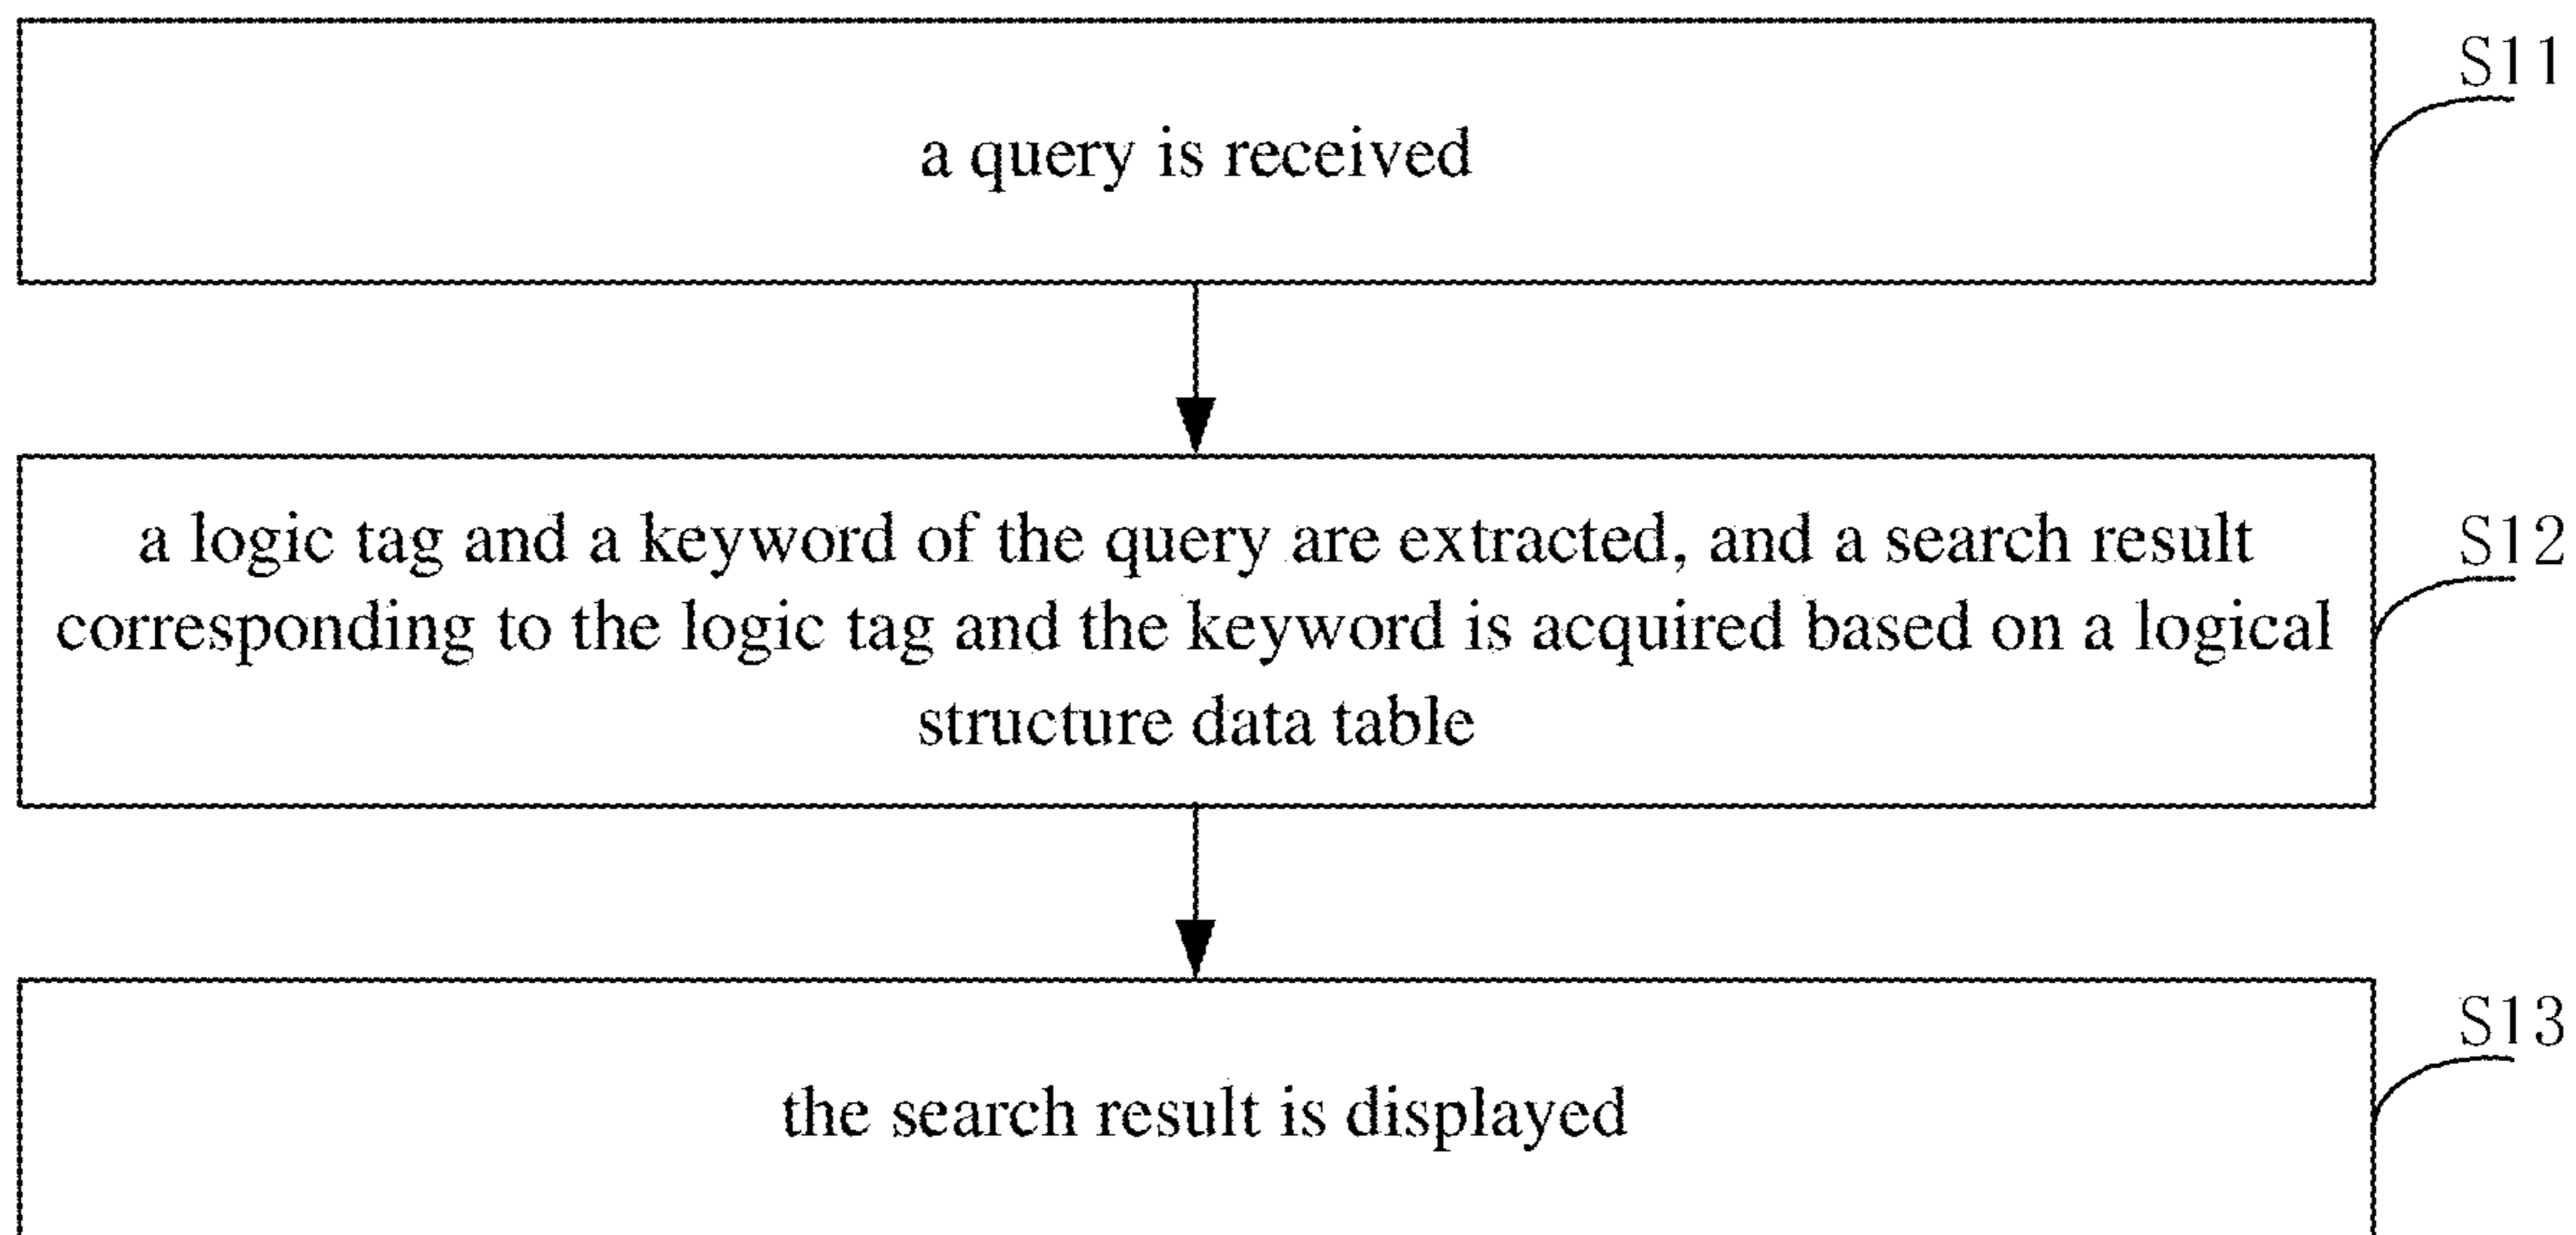 S11
a query is received
a logic tag and a keyword of the query are extracted, and a search result
S12
corresponding to the logic tag and the keyword is acquired based on a logical
structure data table
S13
the search result is displayed